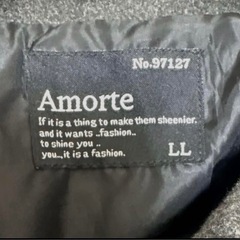 No.97127
Amorte
If it is a thing to make them sheenier.
and it wants ..fashion..
to shine you ..
you..,it is a fashion.
LL